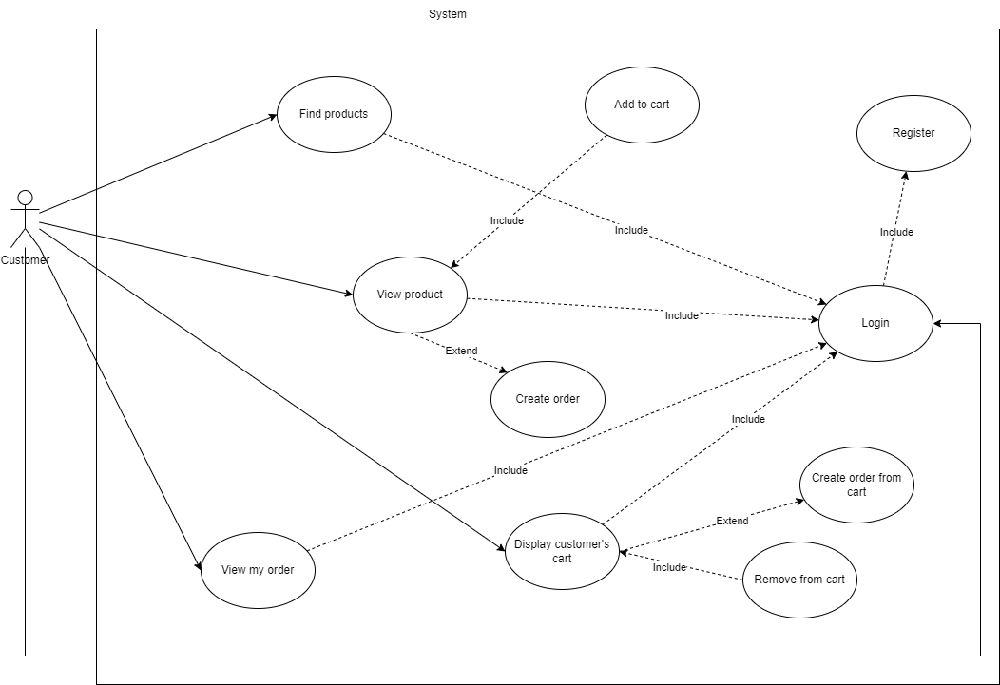 System
Find products
Add to cart
Register
Include
Include
Include
Customer
View product
Include
Login
Extend
Create order
Include
Include
Create order from
cart
Extend
Display customer's
cart
Include
View my order
Remove from cart